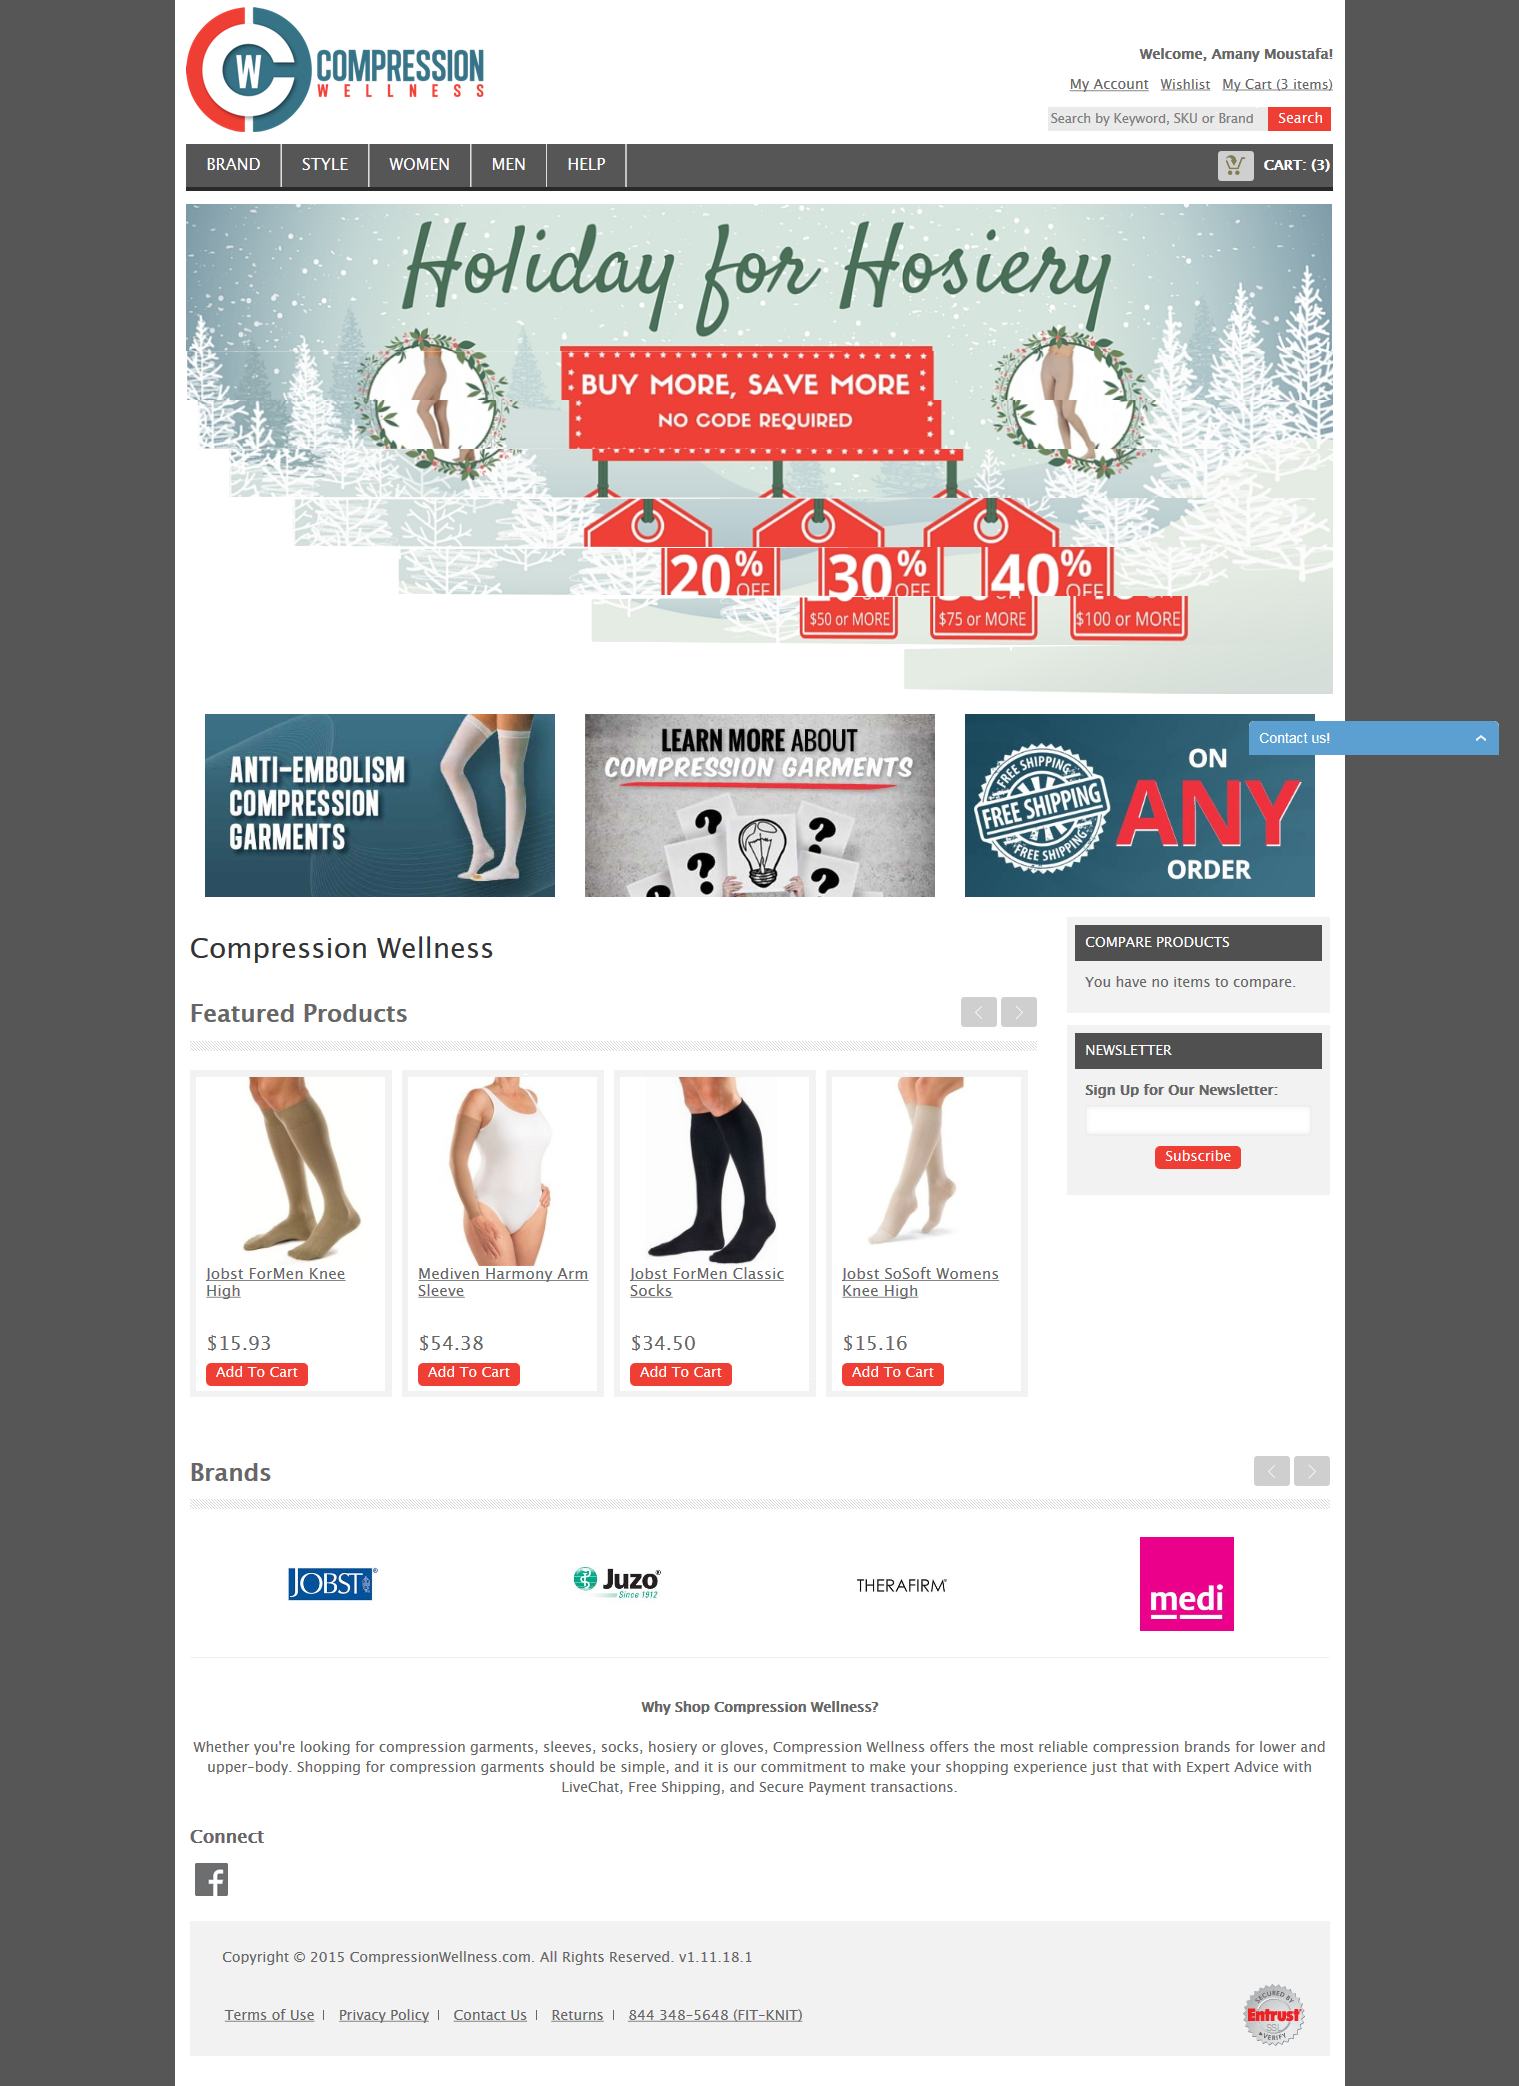 W
COMPRESSION
WELLNESS
Welcome, Amany Moustafa!
My Account Wishlist My Cart (3 items)
Search by Keyword, SKU or Brand Search
BRAND STYLE WOMEN MEN HELP CART: (3)
Holiday for Hosiery
BUY MORE, SAVE MORE
NO CODE REQUIRED
20% OFF 30% OFF 40% OFF
$50 or MORE $75 or MORE $100 or MORE
ANTI-EMBOLISM
COMPRESSION
GARMENTS
LEARN MORE ABOUT
COMPRESSION GARMENTS
FREE SHIPPING
FREE SHIPPING
FREE SHIPPING
ON
ANY
ORDER
Contact us!
Compression Wellness
COMPARE PRODUCTS
You have no items to compare.
Featured Products
NEWSLETTER
Sign Up for Our Newsletter:
Subscribe
Jobst ForMen Knee
High
$15.93
Add To Cart
Mediven Harmony Arm
Sleeve
$54.38
Add To Cart
Jobst ForMen Classic
Socks
$34.50
Add To Cart
Jobst SoSoft Womens
Knee High
$15.16
Add To Cart
Brands
JOBST®
Juzo®
Since 1912
THERAFIRM®
medi
Why Shop Compression Wellness?
Whether you're looking for compression garments, sleeves, socks, hosiery or gloves, Compression Wellness offers the most reliable compression brands for lower and
upper-body. Shopping for compression garments should be simple, and it is our commitment to make your shopping experience just that with Expert Advice with
LiveChat, Free Shipping, and Secure Payment transactions.
Connect
Copyright © 2015 CompressionWellness.com. All Rights Reserved. v1.11.18.1
Terms of Use | Privacy Policy | Contact Us | Returns | 844 348-5648 (FIT-KNIT)
SECURED BY
Entrust
SSL
VERIFY